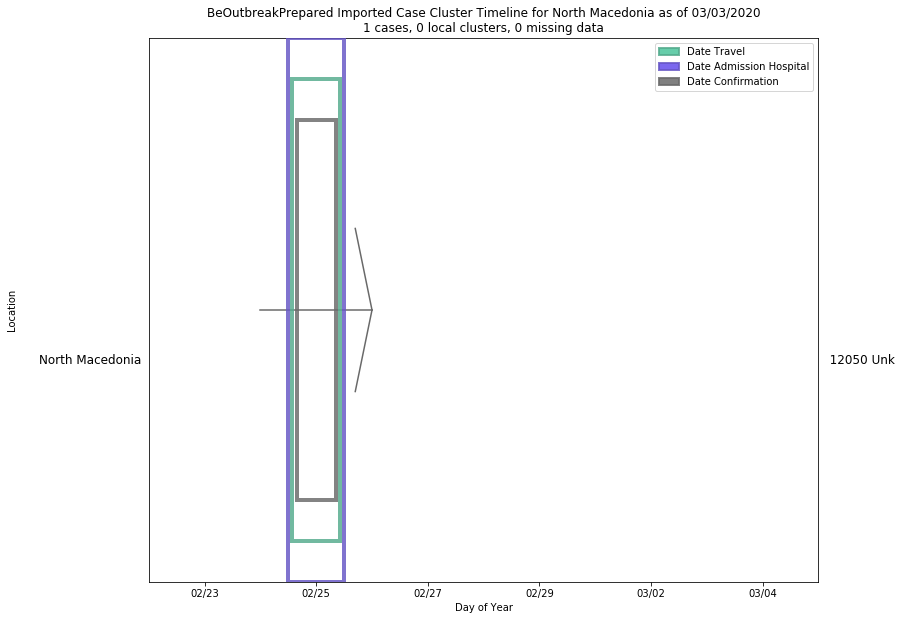 BeOutbreakPrepared Imported Case Cluster Timeline for North Macedonia as of 03/03/2020
1 cases, 0 local clusters, 0 missing data
Date Travel
Date Admission Hospital
Date Confirmation
Location
North Macedonia
12050 Unk
02/23 02/25 02/27 02/29 03/02 03/04
Day of Year